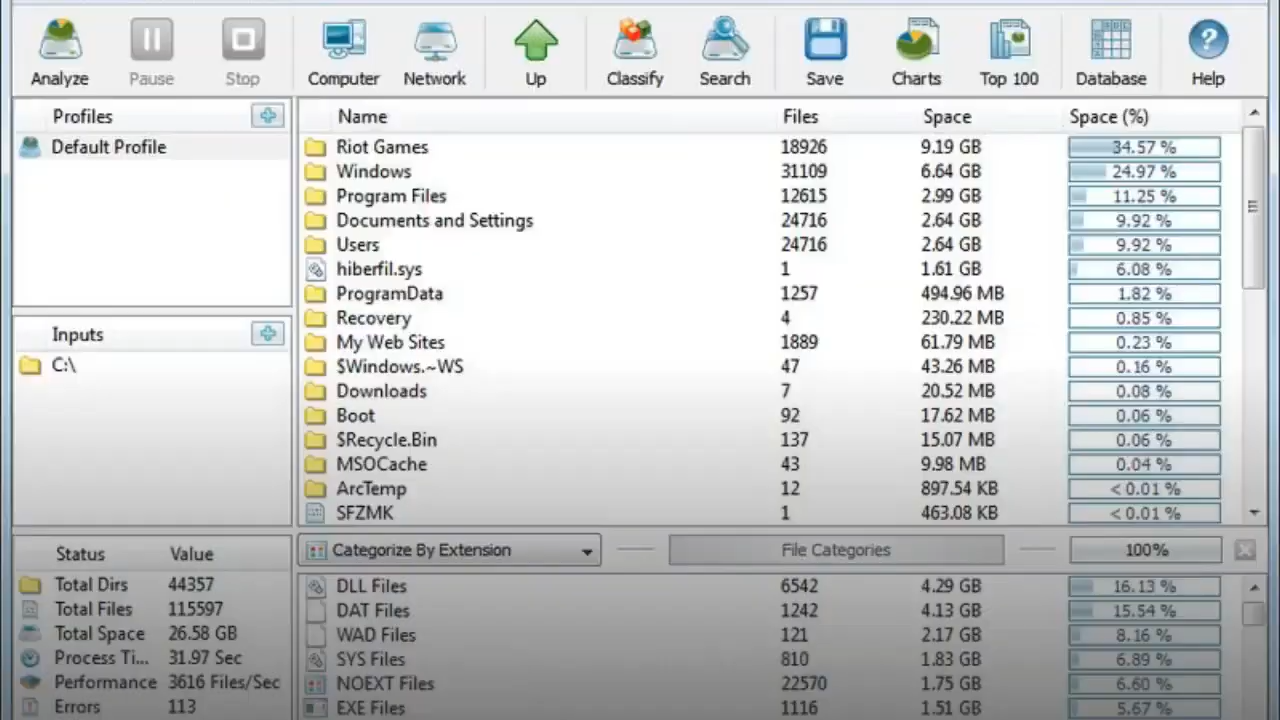 Analyze Pause Stop Computer Network Up Classify Search Save Charts Top 100 Database Help
Profiles
Default Profile
Inputs
C:\
Name Files Space Space (%)
Riot Games 18926 9.19 GB 34.57 %
Windows 31109 6.64 GB 24.97 %
Program Files 12615 2.99 GB 11.25 %
Documents and Settings 24716 2.64 GB 9.92 %
Users 24716 2.64 GB 9.92 %
hiberfil.sys 1 1.61 GB 6.08 %
ProgramData 1257 494.96 MB 1.82 %
Recovery 4 230.22 MB 0.85 %
My Web Sites 1889 61.79 MB 0.23 %
$Windows.~WS 47 43.26 MB 0.16 %
Downloads 7 20.52 MB 0.08 %
Boot 92 17.62 MB 0.06 %
$Recycle.Bin 137 15.07 MB 0.06 %
MSOCache 43 9.98 MB 0.04 %
ArcTemp 12 897.54 KB < 0.01 %
SFZMK 1 463.08 KB < 0.01 %
Status Value
Total Dirs 44357
Total Files 115597
Total Space 26.58 GB
Process Ti... 31.97 Sec
Performance 3616 Files/Sec
Errors 113
Categorize By Extension File Categories 100%
DLL Files 6542 4.29 GB 16.13 %
DAT Files 1242 4.13 GB 15.54 %
WAD Files 121 2.17 GB 8.16 %
SYS Files 810 1.83 GB 6.89 %
NOEXT Files 22570 1.75 GB 6.60 %
EXE Files 1116 1.51 GB 5.67 %